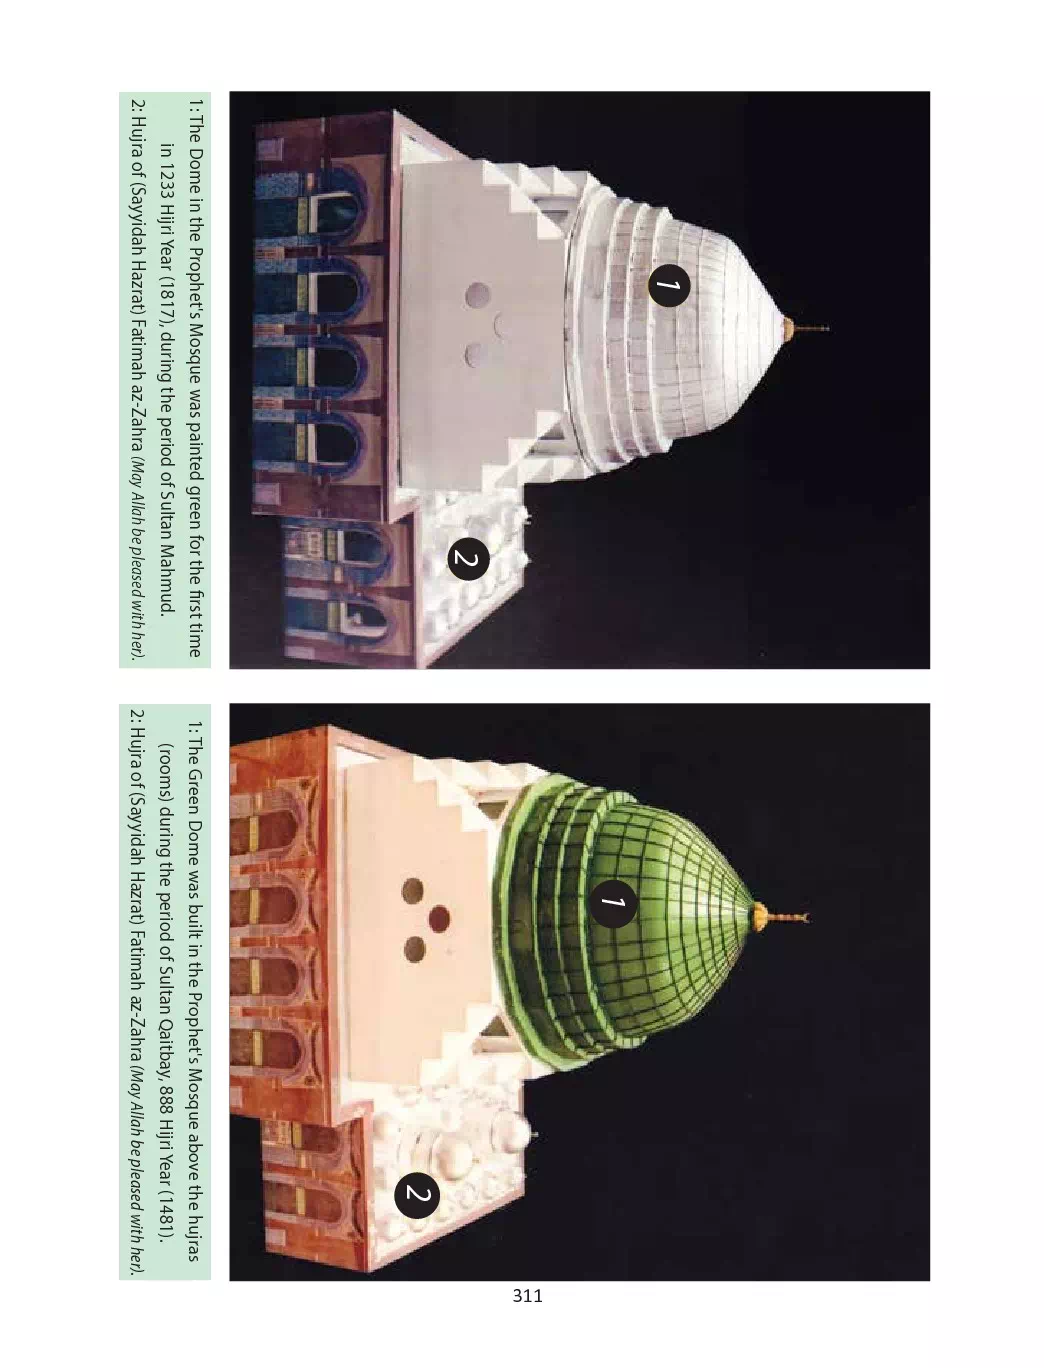 1: The Dome in the Prophet's Mosque was painted green for the first time
in 1233 Hijri Year (1817), during the period of Sultan Mahmud.
2: Hujra of (Sayyidah Hazrat) Fatimah az-Zahra (May Allah be pleased with her).
1
2
1: The Green Dome was built in the Prophet's Mosque above the hujras
(rooms) during the period of Sultan Qaitbay, 888 Hijri Year (1481).
2: Hujra of (Sayyidah Hazrat) Fatimah az-Zahra (May Allah be pleased with her).
1
2
311